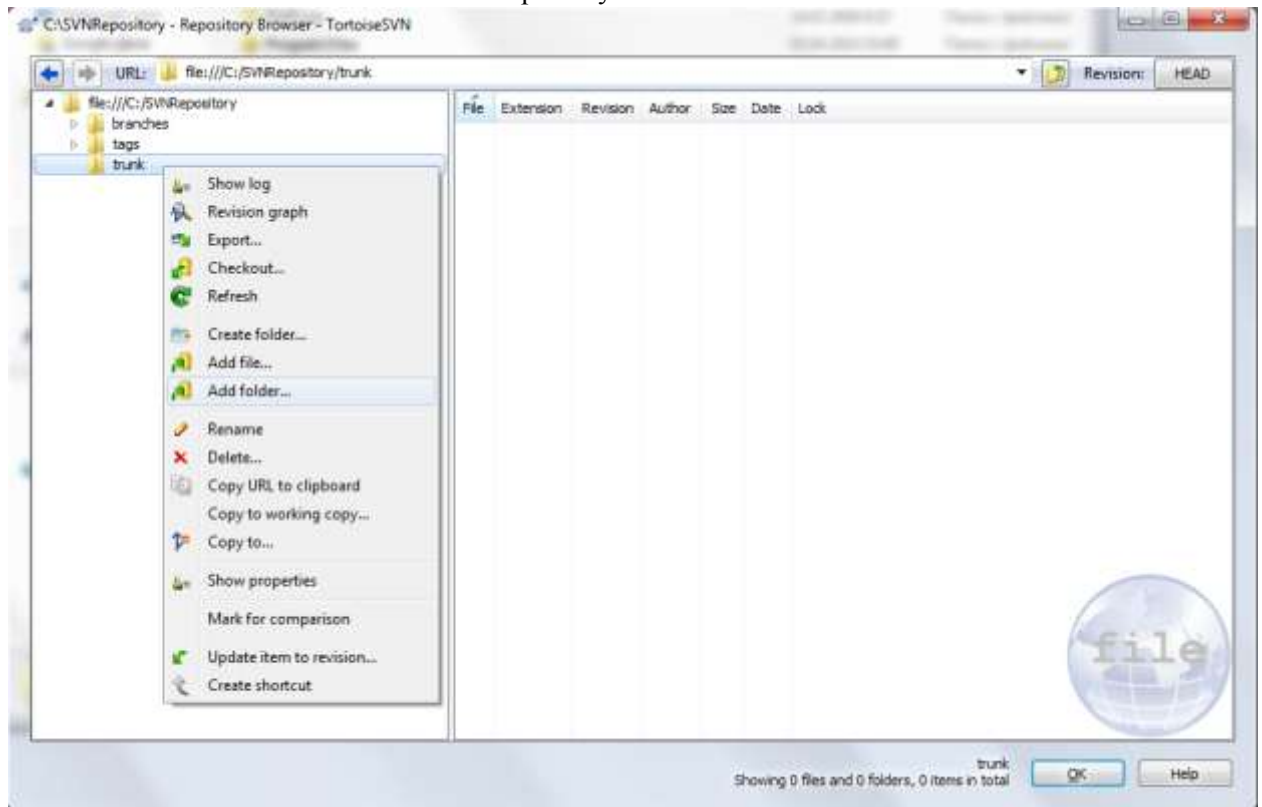 C:\SVNRepository - Repository Browser - TortoiseSVN
URL: file:///C:/SVNRepository/trunk Revision: HEAD
file:///C:/SVNRepository
branches
tags
trunk
File Extension Revision Author Size Date Lock
Show log
Revision graph
Export...
Checkout...
Refresh
Create folder...
Add file...
Add folder...
Rename
Delete...
Copy URL to clipboard
Copy to working copy...
Copy to...
Show properties
Mark for comparison
Update item to revision...
Create shortcut
file
trunk
Showing 0 files and 0 folders, 0 items in total
OK Help